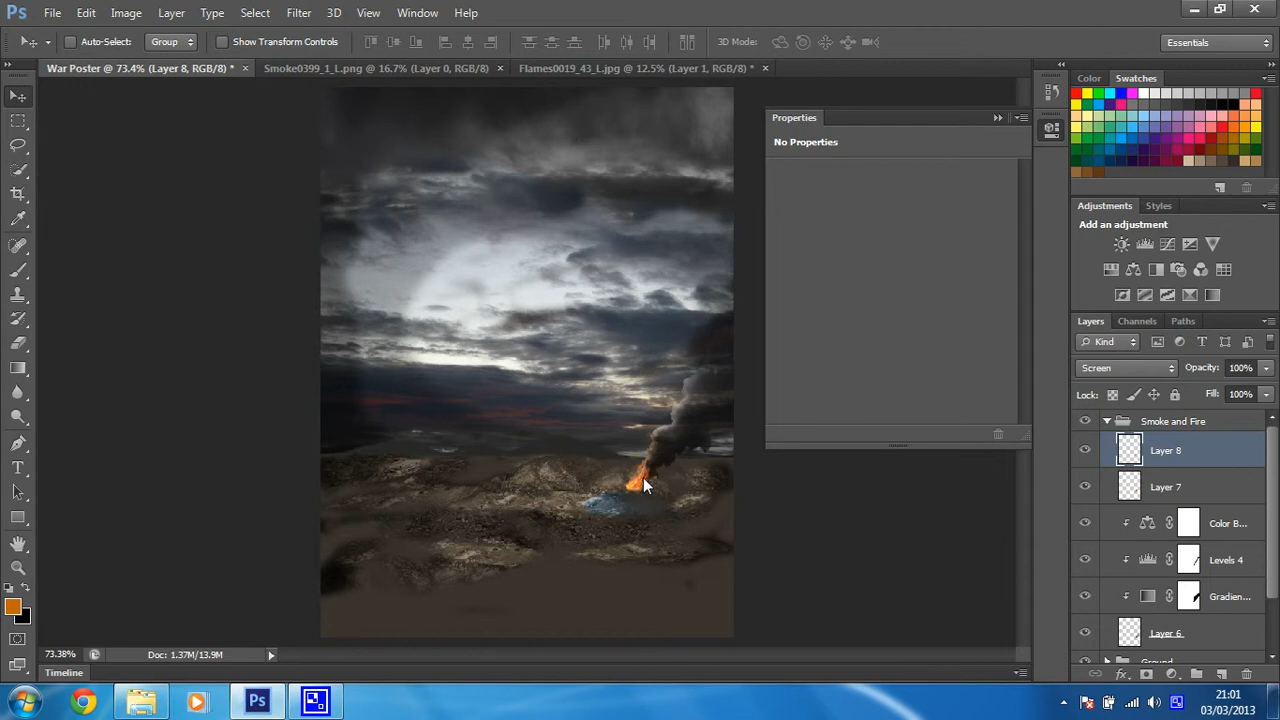 Ps File Edit Image Layer Type Select Filter 3D View Window Help
Auto-Select: Group Show Transform Controls 3D Mode: Essentials
War Poster @ 73.4% (Layer 8, RGB/8) * × Smoke0399_1_L.png @ 16.7% (Layer 0, RGB/8) × Flames0019_43_L.jpg @ 12.5% (Layer 1, RGB/8) * ×
Color Swatches
Properties
No Properties
Adjustments Styles
Add an adjustment
Layers Channels Paths
Kind
Screen Opacity: 100%
Lock: Fill: 100%
Smoke and Fire
Layer 8
Layer 7
Color B...
Levels 4
Gradien...
Layer 6
Ground
73.38% Doc: 1.37M/13.9M
Timeline
Ps
21:01
03/03/2013